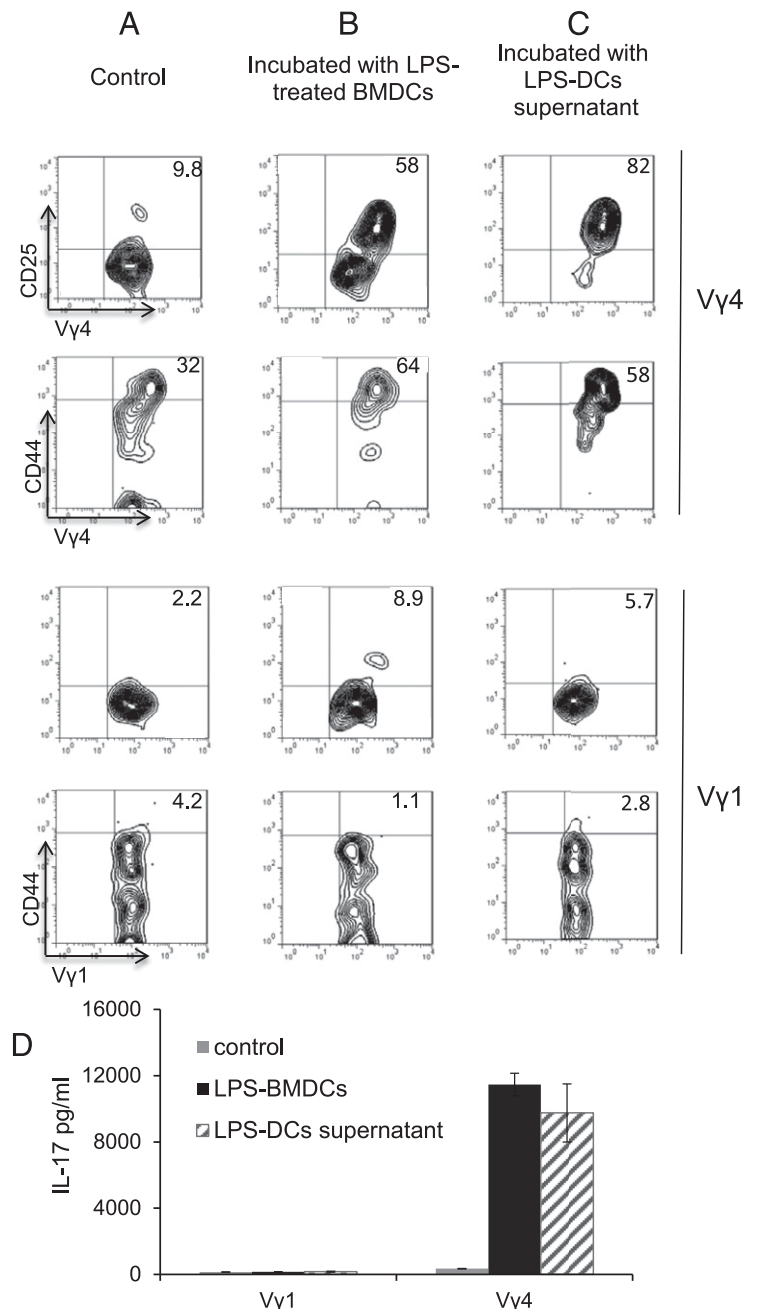 A B C
Control
Incubated with LPS-
treated BMDCs
Incubated with
LPS-DCs
supernatant
9.8 58 82
CD25
Vγ4
32 64 58
CD44
Vγ4
Vγ4
2.2 8.9 5.7
4.2 1.1 2.8
CD44
Vγ1
Vγ1
D
IL-17 pg/ml
16000
12000
8000
4000
0
control
LPS-BMDCs
LPS-DCs supernatant
Vγ1 Vγ4